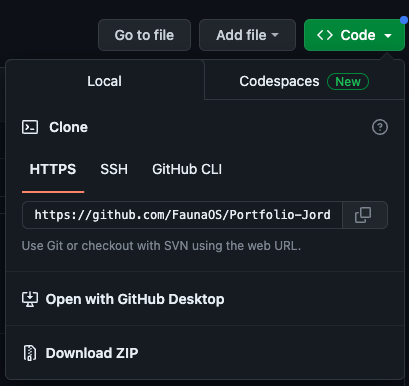 Go to file Add file Code
Local Codespaces New
Clone
HTTPS SSH GitHub CLI
https://github.com/FaunaOS/Portfolio-Jord
Use Git or checkout with SVN using the web URL.
Open with GitHub Desktop
Download ZIP